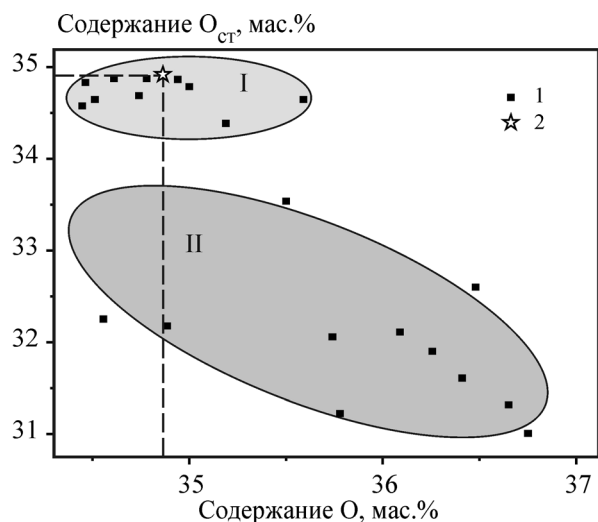 Содержание Oст, мас.%
35
34
33
32
31
I
II
1
2
35
36
37
Содержание O, мас.%